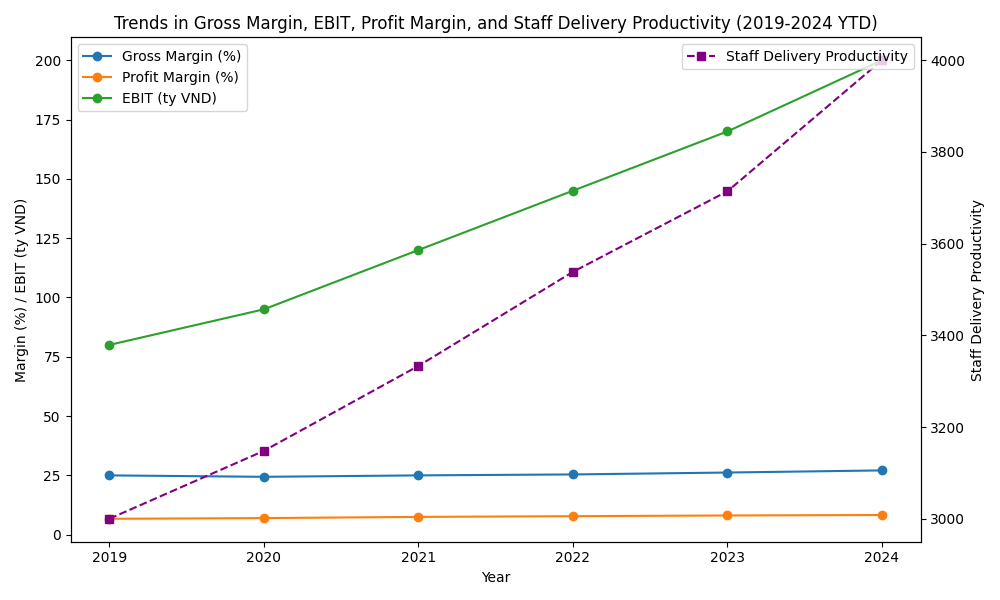 Trends in Gross Margin, EBIT, Profit Margin, and Staff Delivery Productivity (2019-2024 YTD)
Gross Margin (%)
Profit Margin (%)
EBIT (ty VND)
Staff Delivery Productivity
Margin (%) / EBIT (ty VND)
200
175
150
125
100
75
50
25
0
4000
3800
3600
3400
3200
3000
Staff Delivery Productivity
2019 2020 2021 2022 2023 2024
Year